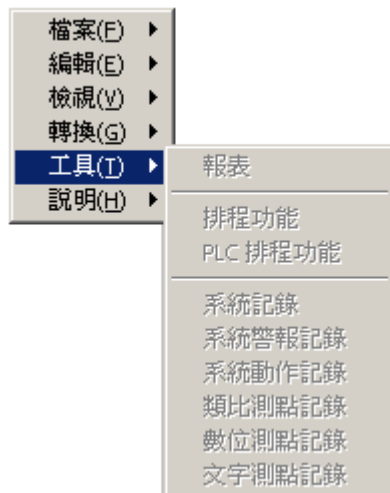 檔案(F)
編輯(E)
檢視(V)
轉換(G)
工具(T)
說明(H)
報表
排程功能
PLC 排程功能
系統記錄
系統警報記錄
系統動作記錄
類比測點記錄
數位測點記錄
文字測點記錄